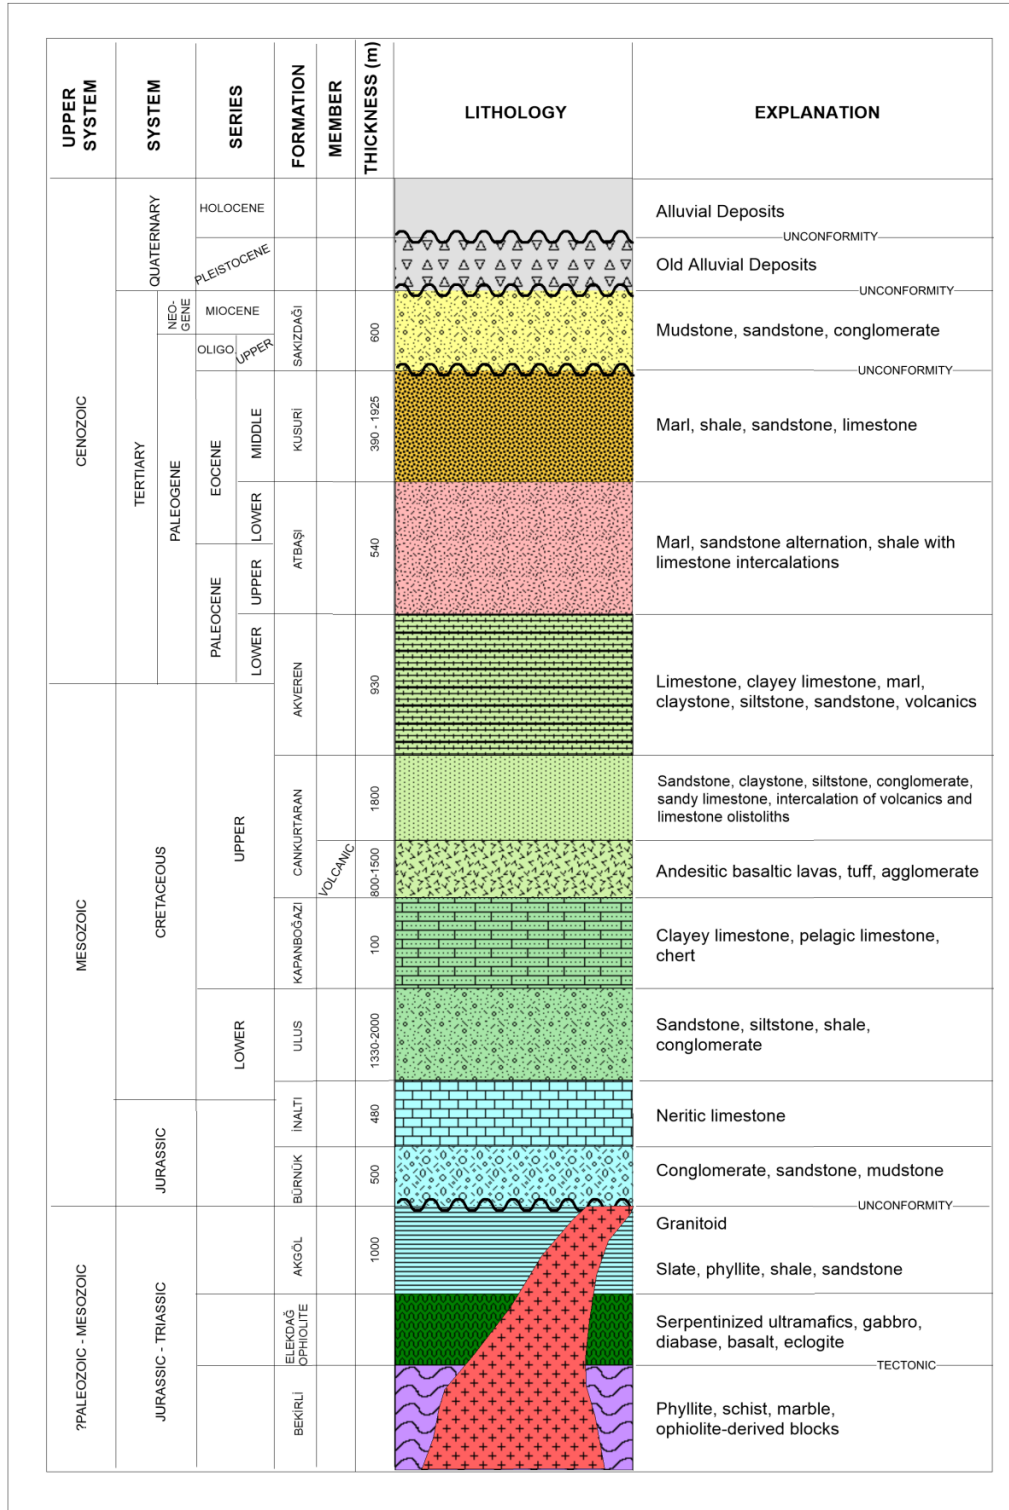 UPPER SYSTEM
SYSTEM
SERIES
FORMATION
MEMBER
THICKNESS (m)
LITHOLOGY
EXPLANATION
CENOZOIC
QUATERNARY
HOLOCENE
Alluvial Deposits
UNCONFORMITY
PLEISTOCENE
Old Alluvial Deposits
UNCONFORMITY
TERTIARY
NEO-
GENE
MIOCENE
SAKIZDAĞI
600
Mudstone, sandstone, conglomerate
PALEOGENE
OLIGO.
UPPER
UNCONFORMITY
EOCENE
MIDDLE
KUSURİ
390 - 1925
Marl, shale, sandstone, limestone
LOWER
ATBAŞI
540
Marl, sandstone alternation, shale with
limestone intercalations
PALEOCENE
UPPER
LOWER
AKVEREN
930
Limestone, clayey limestone, marl,
claystone, siltstone, sandstone, volcanics
MESOZOIC
CRETACEOUS
UPPER
CANKURTARAN
1800
Sandstone, claystone, siltstone, conglomerate,
sandy limestone, intercalation of volcanics and
limestone olistoliths
VOLCANIC
800-1500
Andesitic basaltic lavas, tuff, agglomerate
KAPANBOĞAZI
100
Clayey limestone, pelagic limestone,
chert
LOWER
ULUS
1330-2000
Sandstone, siltstone, shale,
conglomerate
İNALTI
480
Neritic limestone
JURASSIC
BÜRNÜK
500
Conglomerate, sandstone, mudstone
UNCONFORMITY
?PALEOZOIC - MESOZOIC
JURASSIC - TRIASSIC
AKGÖL
1000
Granitoid
Slate, phyllite, shale, sandstone
ELEKDAĞ
OPHIOLITE
Serpentinized ultramafics, gabbro,
diabase, basalt, eclogite
TECTONIC
BEKİRLİ
Phyllite, schist, marble,
ophiolite-derived blocks